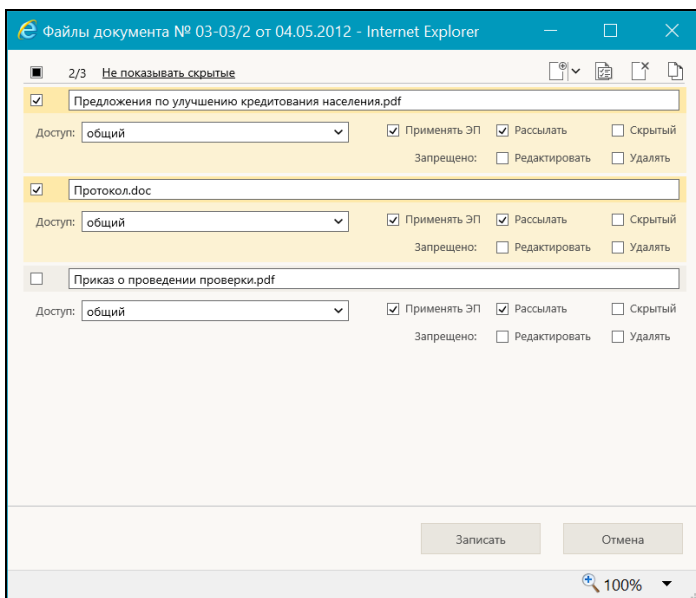 Файлы документа № 03-03/2 от 04.05.2012 - Internet Explorer
2/3 Не показывать скрытые
Предложения по улучшению кредитования населения.pdf
Доступ: общий Применять ЭП Рассылать Скрытый
Запрещено: Редактировать Удалять
Протокол.doc
Доступ: общий Применять ЭП Рассылать Скрытый
Запрещено: Редактировать Удалять
Приказ о проведении проверки.pdf
Доступ: общий Применять ЭП Рассылать Скрытый
Запрещено: Редактировать Удалять
Записать Отмена
100%